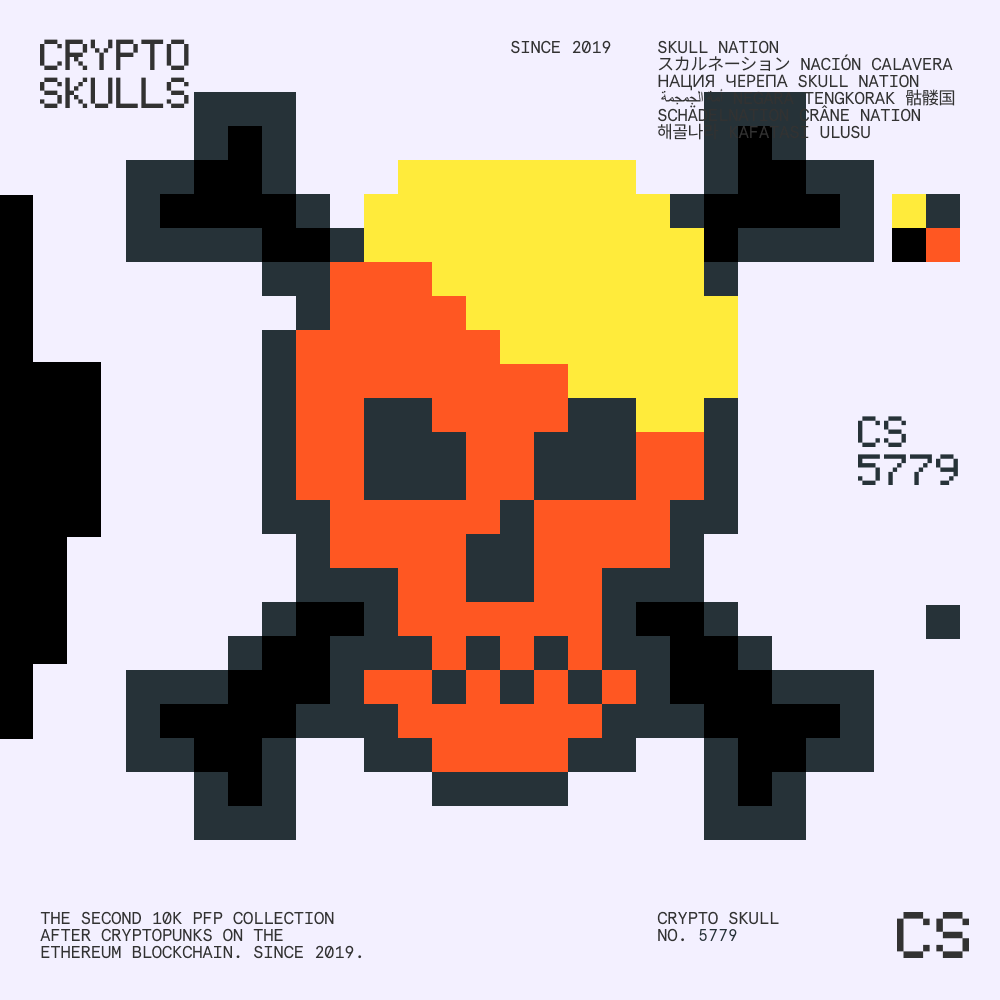 CRYPTO
SKULLS
SINCE 2019
SKULL NATION
スカルネーション NACIÓN CALAVERA
НАЦИЯ ЧЕРЕПА SKULL NATION
TENGKORAK 骷髅国
CRÂNE NATION
ULUSU
CS
5779
THE SECOND 10K PFP COLLECTION
AFTER CRYPTOPUNKS ON THE
ETHEREUM BLOCKCHAIN. SINCE 2019.
CRYPTO SKULL
NO. 5779
CS